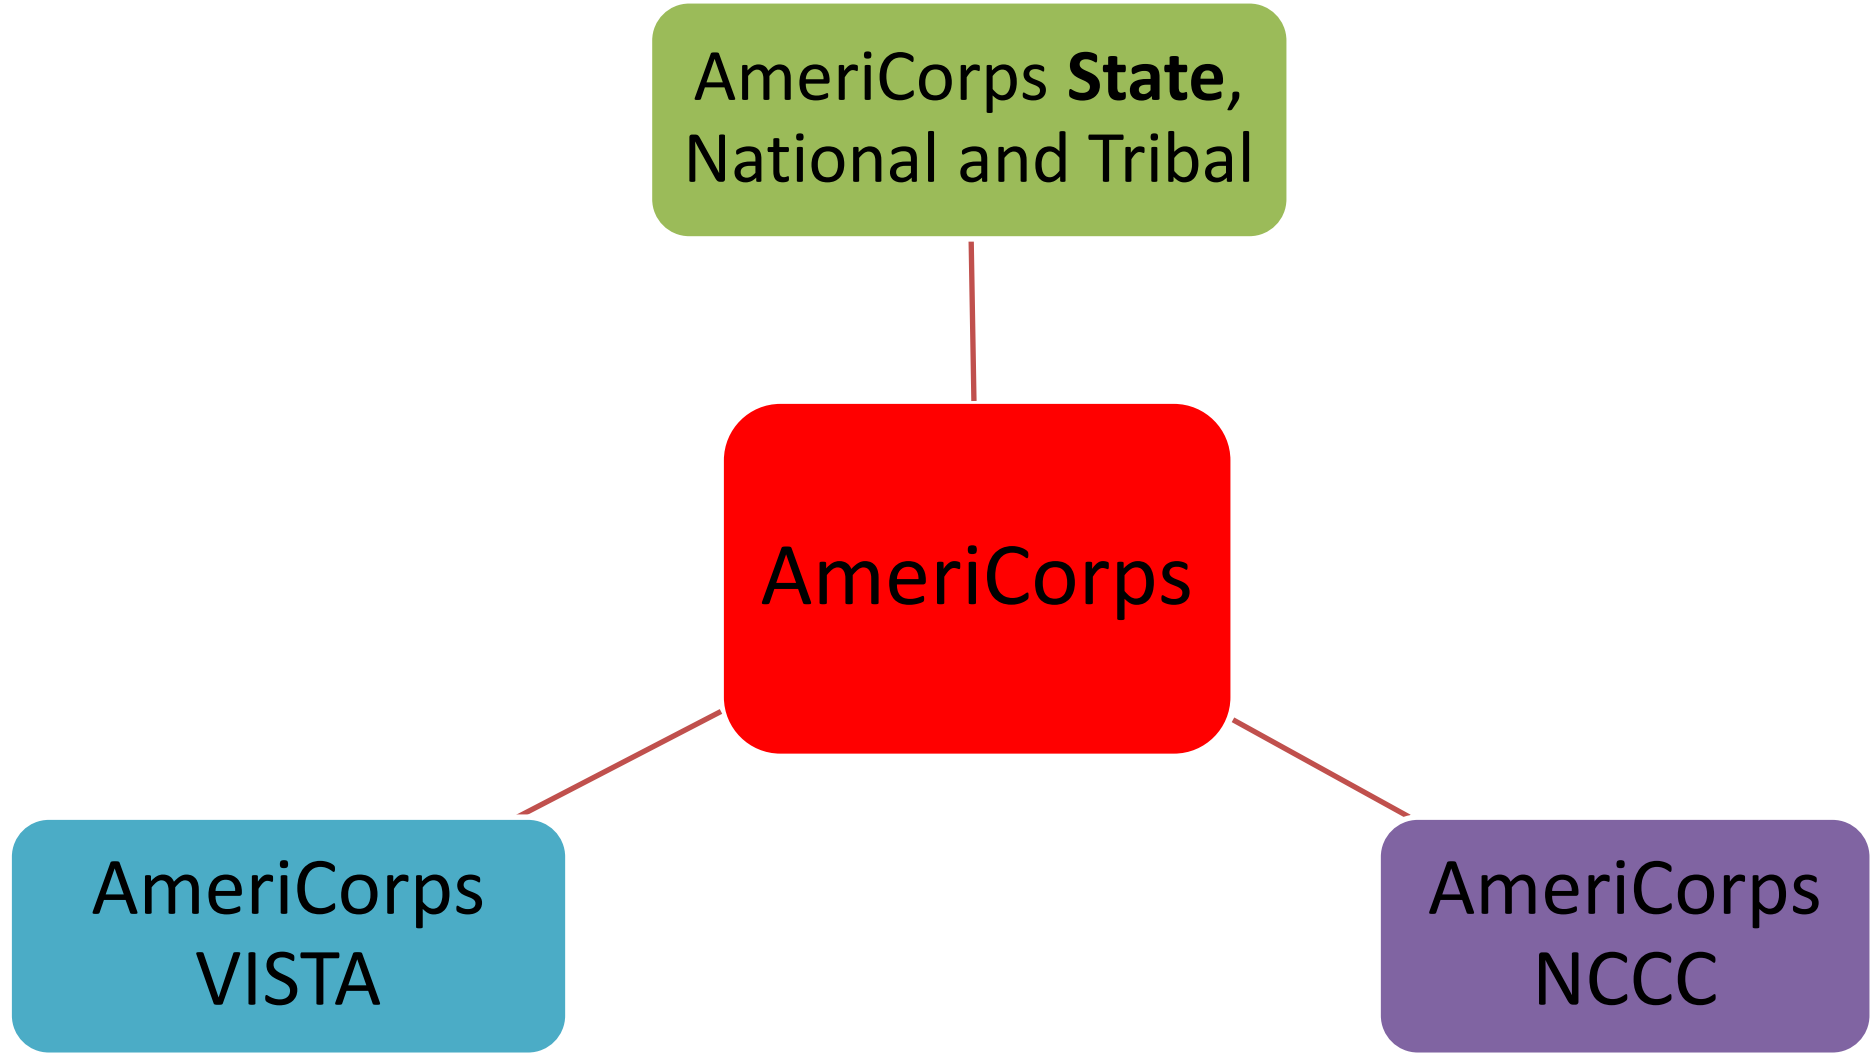 AmeriCorps State,
National and Tribal
AmeriCorps
AmeriCorps
VISTA
AmeriCorps
NCCC